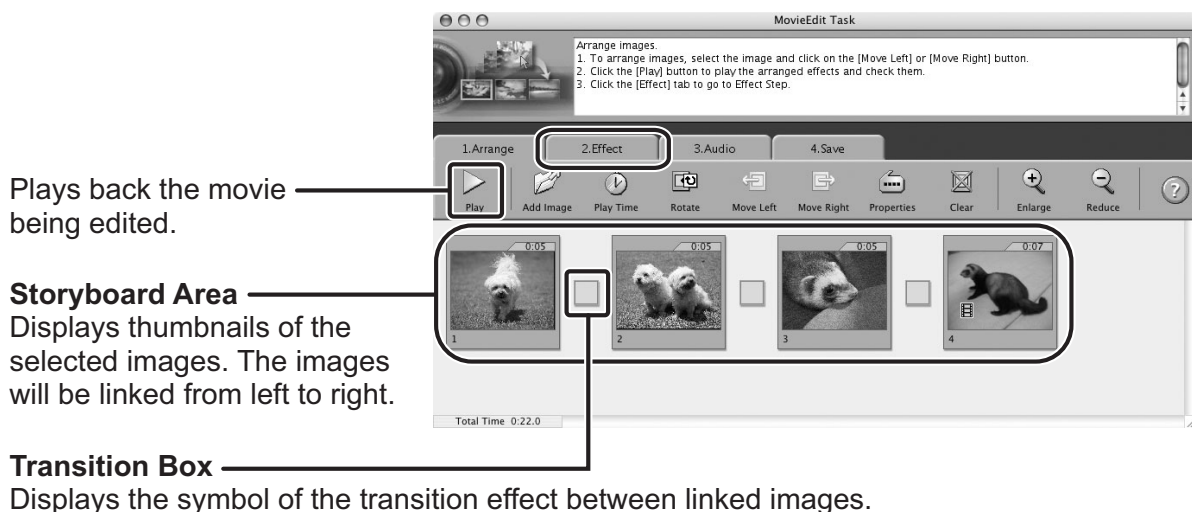 MovieEdit Task
Arrange images.
1. To arrange images, select the image and click on the [Move Left] or [Move Right] button.
2. Click the [Play] button to play the arranged effects and check them.
3. Click the [Effect] tab to go to Effect Step.
1.Arrange 2.Effect 3.Audio 4.Save
Play Add Image Play Time Rotate Move Left Move Right Properties Clear Enlarge Reduce ?
Plays back the movie
being edited.
0:05 0:05 0:05 0:07
1 2 3 4
Storyboard Area
Displays thumbnails of the
selected images. The images
will be linked from left to right.
Total Time 0:22.0
Transition Box
Displays the symbol of the transition effect between linked images.